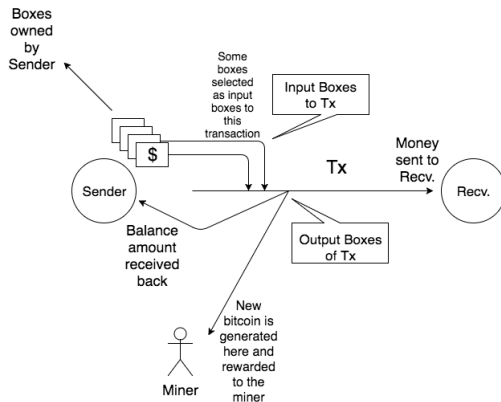 Boxes
owned
by
Sender
Some
boxes
selected
as input
boxes to
this
transaction
Input Boxes
to Tx
$
Sender
Tx
Money
sent to
Recv.
Recv.
Balance
amount
received
back
Output Boxes
of Tx
New
bitcoin is
generated
here and
rewarded
to the
miner
Miner